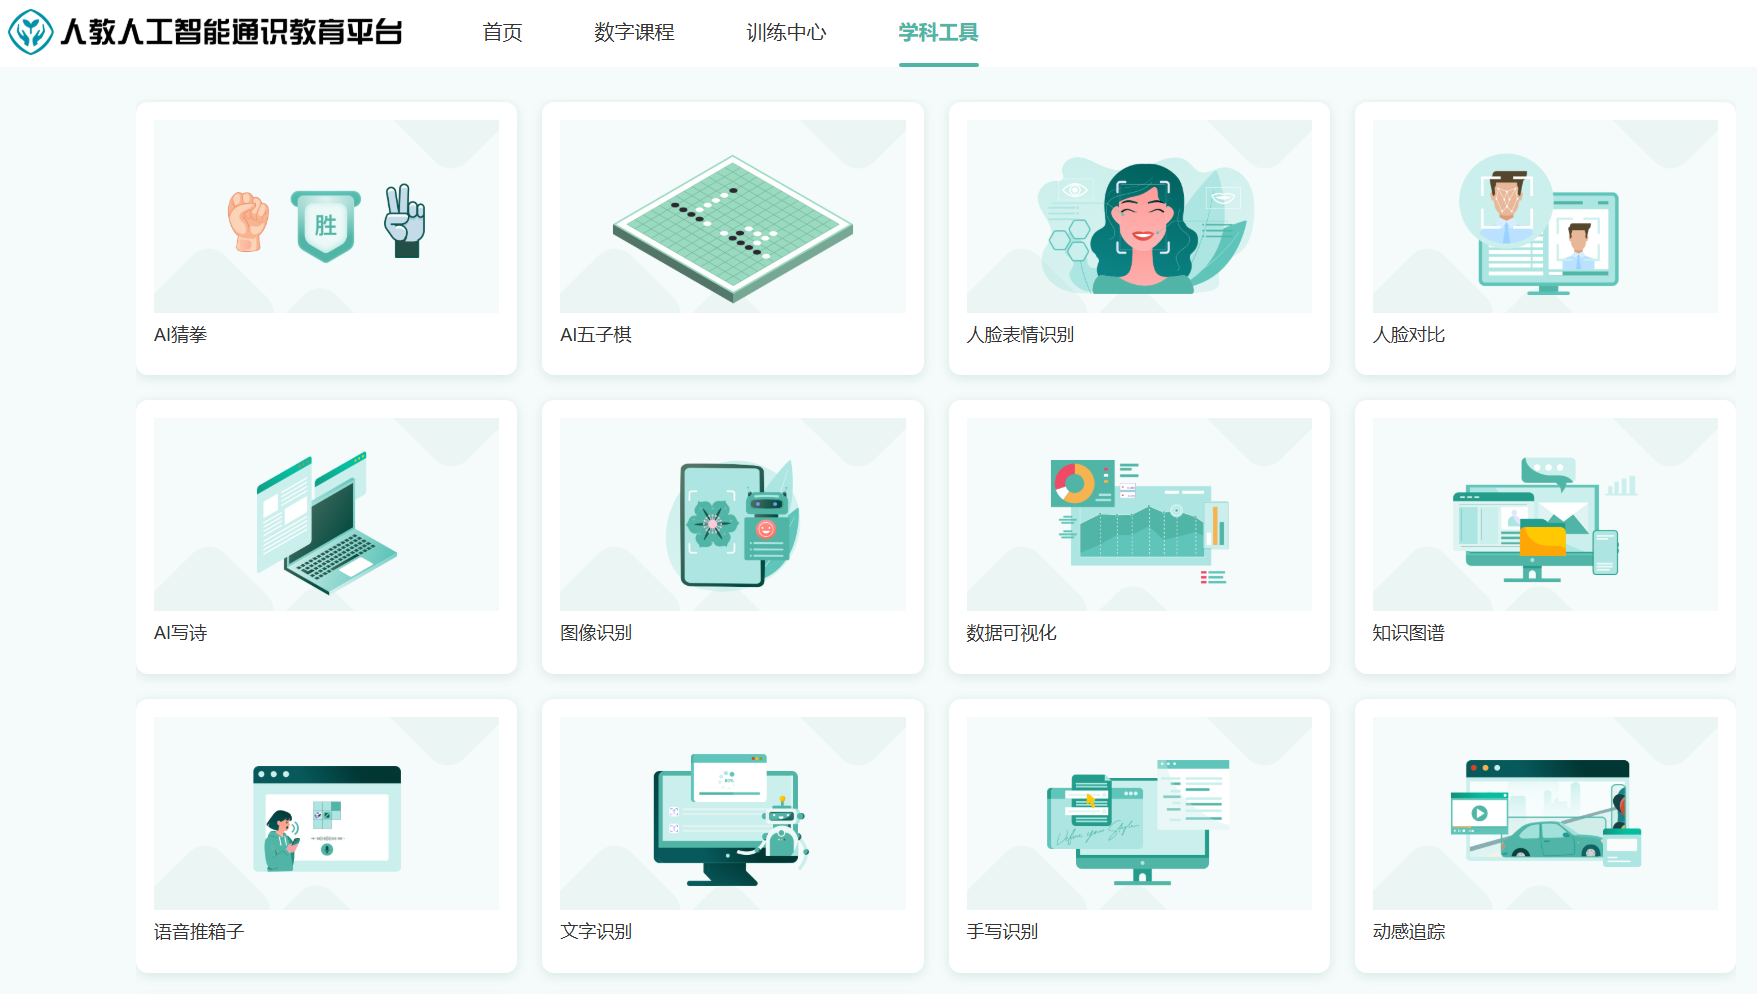 人教人工智能通识教育平台
首页
数字课程
训练中心
学科工具
胜
AI猜拳
AI五子棋
人脸表情识别
人脸对比
AI写诗
图像识别
数据可视化
知识图谱
80%
Define your Style
语音推箱子
文字识别
手写识别
动感追踪